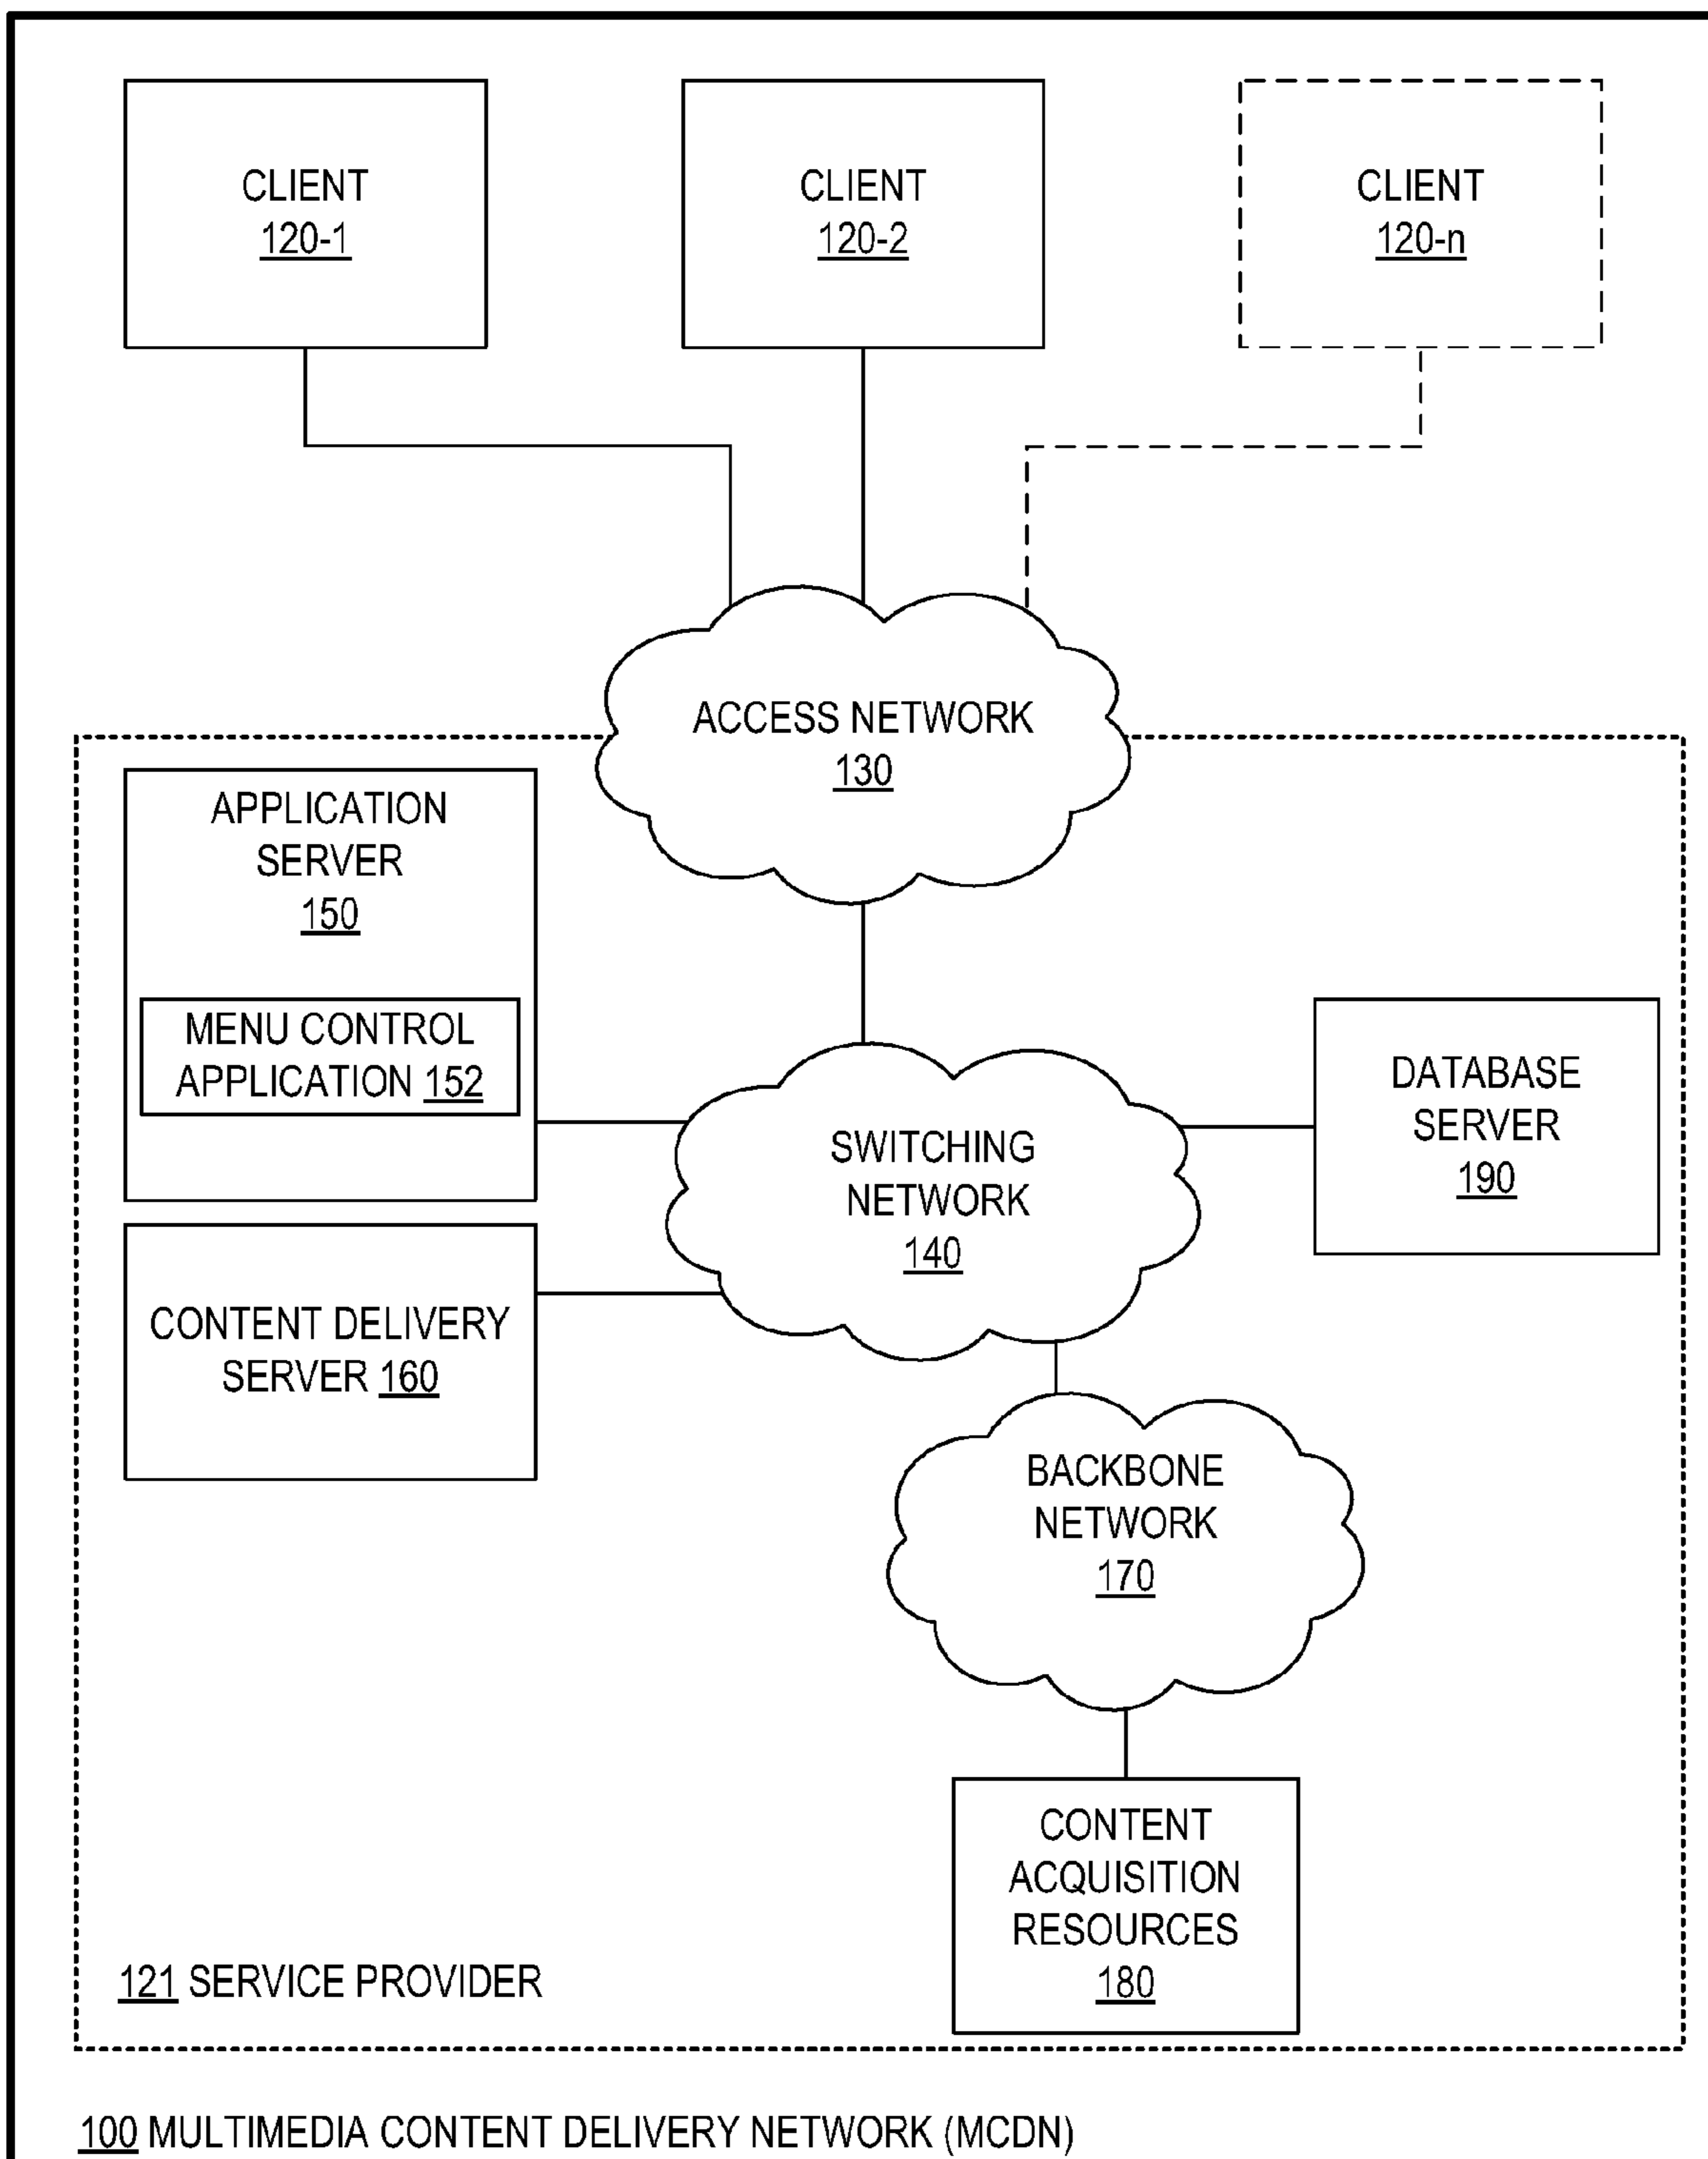 CLIENT
120-1
CLIENT
120-2
CLIENT
120-n
ACCESS NETWORK
130
APPLICATION
SERVER
150
MENU CONTROL
APPLICATION 152
SWITCHING
NETWORK
140
DATABASE
SERVER
190
CONTENT DELIVERY
SERVER 160
BACKBONE
NETWORK
170
CONTENT
ACQUISITION
RESOURCES
180
121 SERVICE PROVIDER
100 MULTIMEDIA CONTENT DELIVERY NETWORK (MCDN)